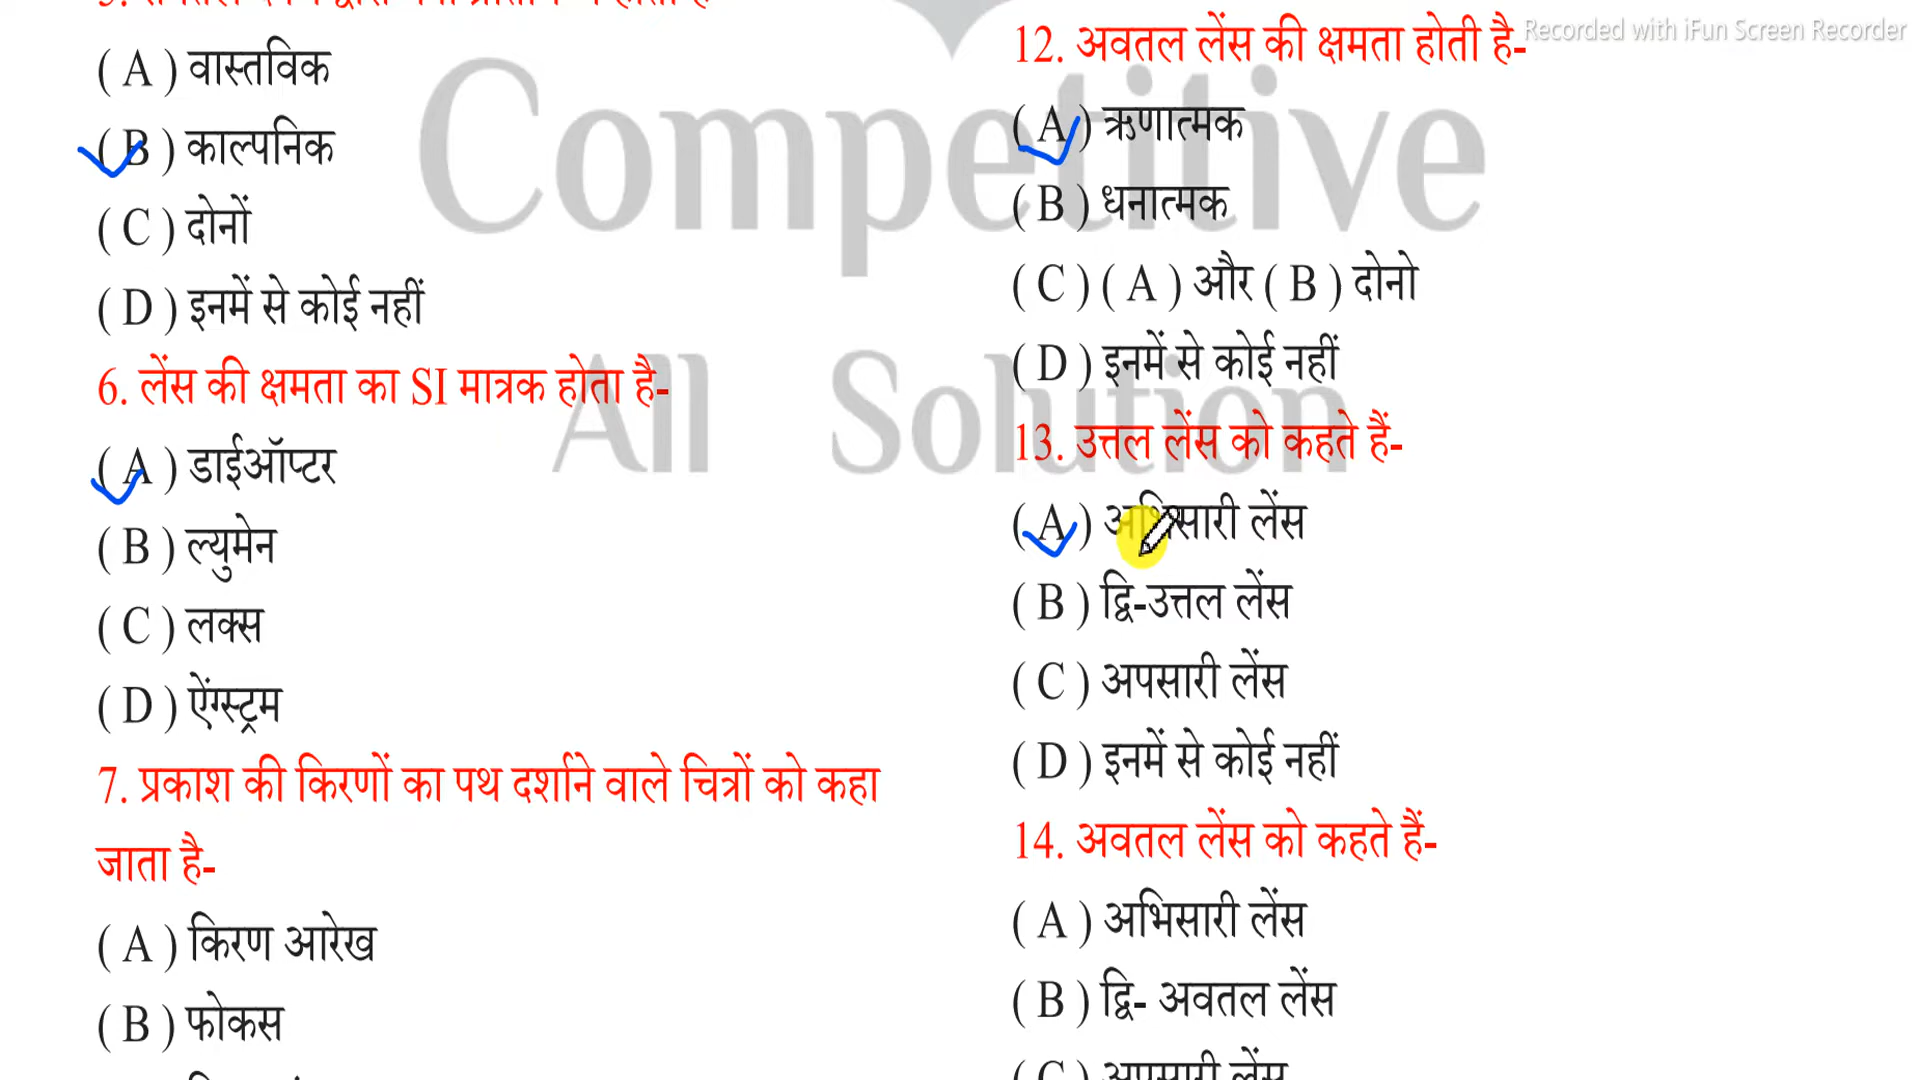 ( A ) वास्तविक
( B ) काल्पनिक
( C ) दोनों
( D ) इनमें से कोई नहीं
6. लेंस की क्षमता का SI मात्रक होता है-
( A ) डाईऑप्टर
( B ) ल्युमेन
( C ) लक्स
( D ) ऐंग्स्ट्रम
7. प्रकाश की किरणों का पथ दर्शाने वाले चित्रों को कहा
जाता है-
( A ) किरण आरेख
( B ) फोकस
Recorded with iFun Screen Recorder
12. अवतल लेंस की क्षमता होती है-
( A ) ऋणात्मक
( B ) धनात्मक
( C ) ( A ) और ( B ) दोनो
( D ) इनमें से कोई नहीं
13. उत्तल लेंस को कहते हैं-
( A ) अभिसारी लेंस
( B ) द्वि-उत्तल लेंस
( C ) अपसारी लेंस
( D ) इनमें से कोई नहीं
14. अवतल लेंस को कहते हैं-
( A ) अभिसारी लेंस
( B ) द्वि- अवतल लेंस
( C ) अपसारी लेंस
Competitive
All Solution